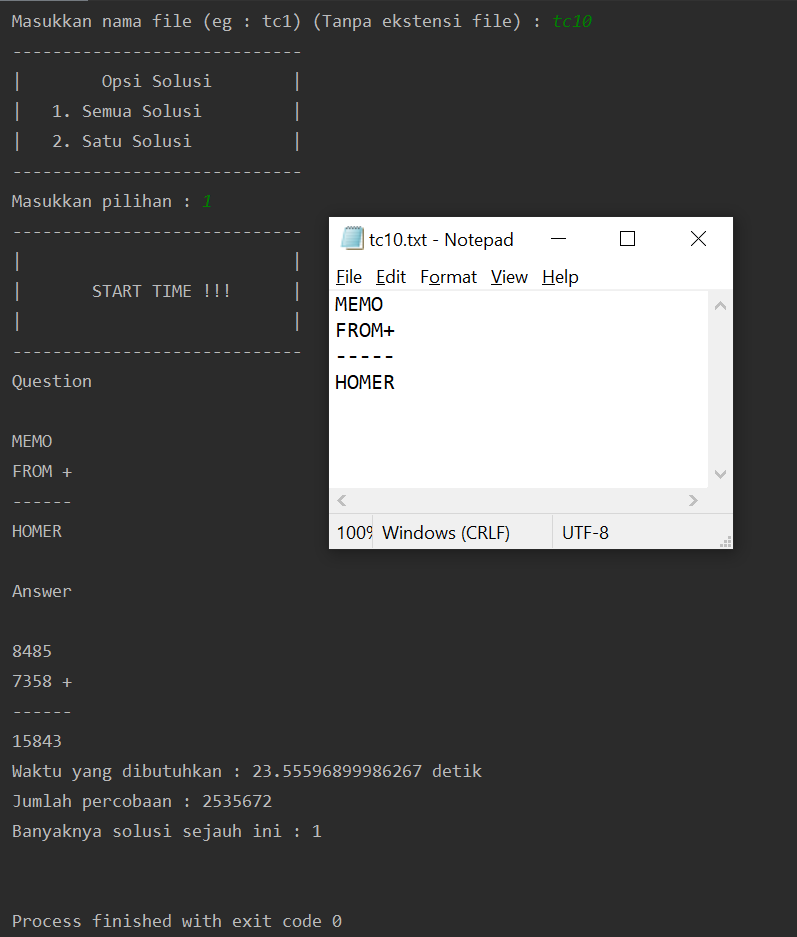 Masukkan nama file (eg : tc1) (Tanpa ekstensi file) : tc10
-----------------------------
|        Opsi Solusi        |
|   1. Semua Solusi         |
|   2. Satu Solusi          |
-----------------------------
Masukkan pilihan : 1
-----------------------------
|                           |
|       START TIME !!!      |
|                           |
-----------------------------
Question
MEMO
FROM +
------
HOMER
Answer
8485
7358 +
------
15843
Waktu yang dibutuhkan : 23.55596899986267 detik
Jumlah percobaan : 2535672
Banyaknya solusi sejauh ini : 1
Process finished with exit code 0
tc10.txt - Notepad
File Edit Format View Help
MEMO
FROM+
-----
HOMER
100% Windows (CRLF) UTF-8